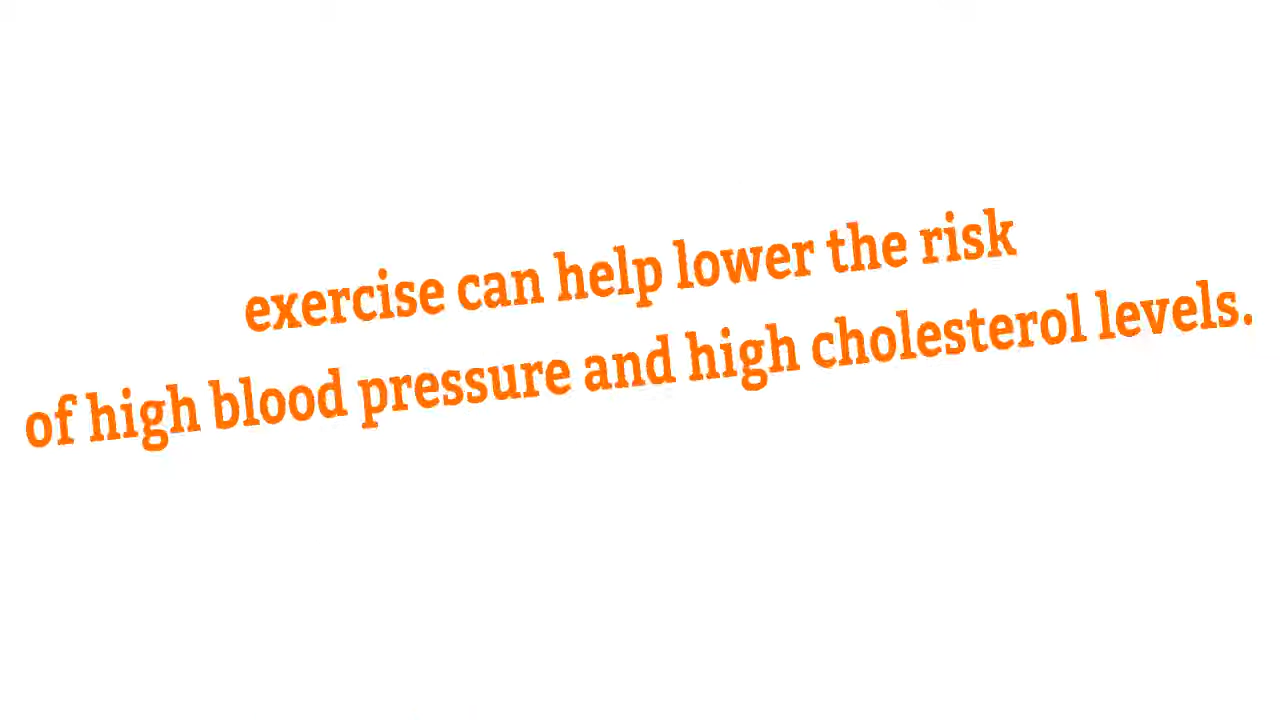 exercise can help lower the risk
of high blood pressure and high cholesterol levels.